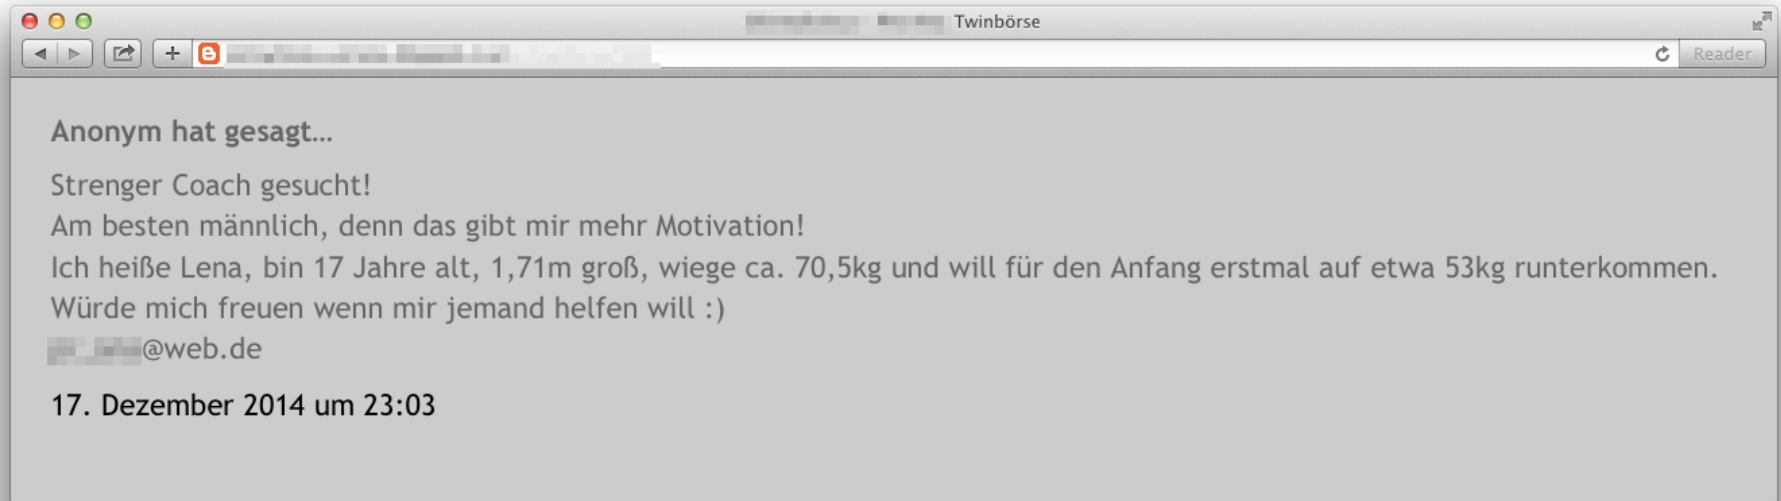 Twinbörse
Reader
Anonym hat gesagt…
Strenger Coach gesucht!
Am besten männlich, denn das gibt mir mehr Motivation!
Ich heiße Lena, bin 17 Jahre alt, 1,71m groß, wiege ca. 70,5kg und will für den Anfang erstmal auf etwa 53kg runterkommen.
Würde mich freuen wenn mir jemand helfen will :)
@web.de
17. Dezember 2014 um 23:03